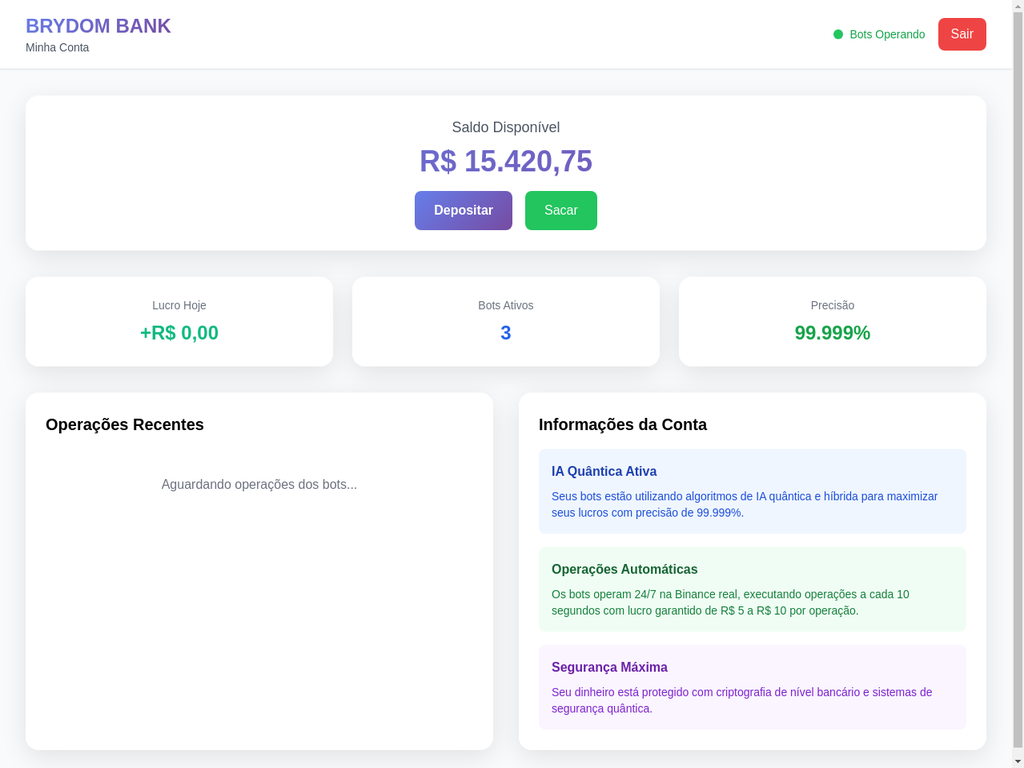 BRYDOM BANK
Minha Conta
Bots Operando
Sair
Saldo Disponível
R$ 15.420,75
Depositar
Sacar
Lucro Hoje
+R$ 0,00
Bots Ativos
3
Precisão
99.999%
Operações Recentes
Aguardando operações dos bots...
Informações da Conta
IA Quântica Ativa
Seus bots estão utilizando algoritmos de IA quântica e híbrida para maximizar
seus lucros com precisão de 99.999%.
Operações Automáticas
Os bots operam 24/7 na Binance real, executando operações a cada 10
segundos com lucro garantido de R$ 5 a R$ 10 por operação.
Segurança Máxima
Seu dinheiro está protegido com criptografia de nível bancário e sistemas de
segurança quântica.